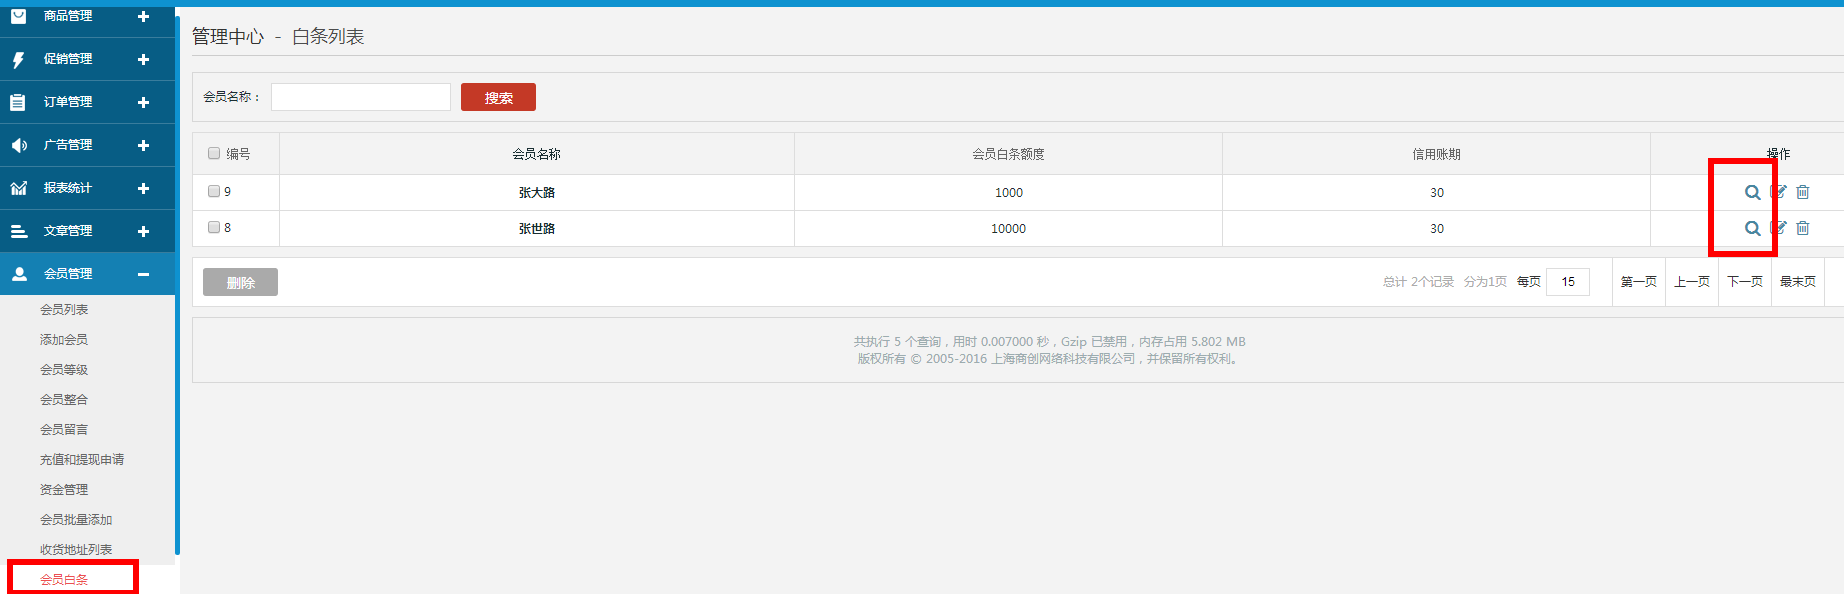 商品管理
促销管理
订单管理
广告管理
报表统计
文章管理
会员管理
会员列表
添加会员
会员等级
会员整合
会员留言
充值和提现申请
资金管理
会员批量添加
收货地址列表
会员白条
管理中心 - 白条列表
会员名称： 搜索
编号 会员名称 会员白条额度 信用账期 操作
9 张大路 1000 30
8 张世路 10000 30
删除 总计 2个记录 分为1页 每页 15 第一页 上一页 下一页 最末页
共执行 5 个查询，用时 0.007000 秒，Gzip 已禁用，内存占用 5.802 MB
版权所有 © 2005-2016 上海商创网络科技有限公司，并保留所有权利。